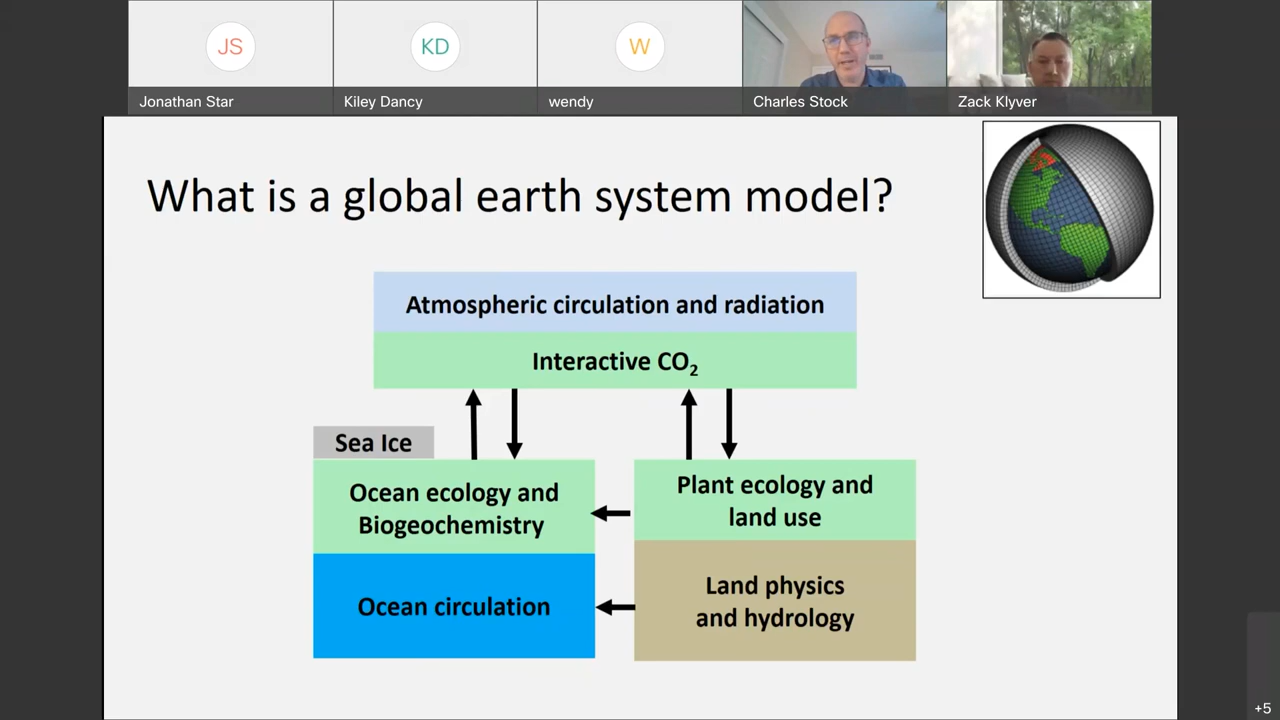 JS
KD
W
Jonathan Star
Kiley Dancy
wendy
Charles Stock
Zack Klyver
What is a global earth system model?
Atmospheric circulation and radiation
Interactive CO₂
Sea Ice
Ocean ecology and
Biogeochemistry
Plant ecology and
land use
Ocean circulation
Land physics
and hydrology
+5